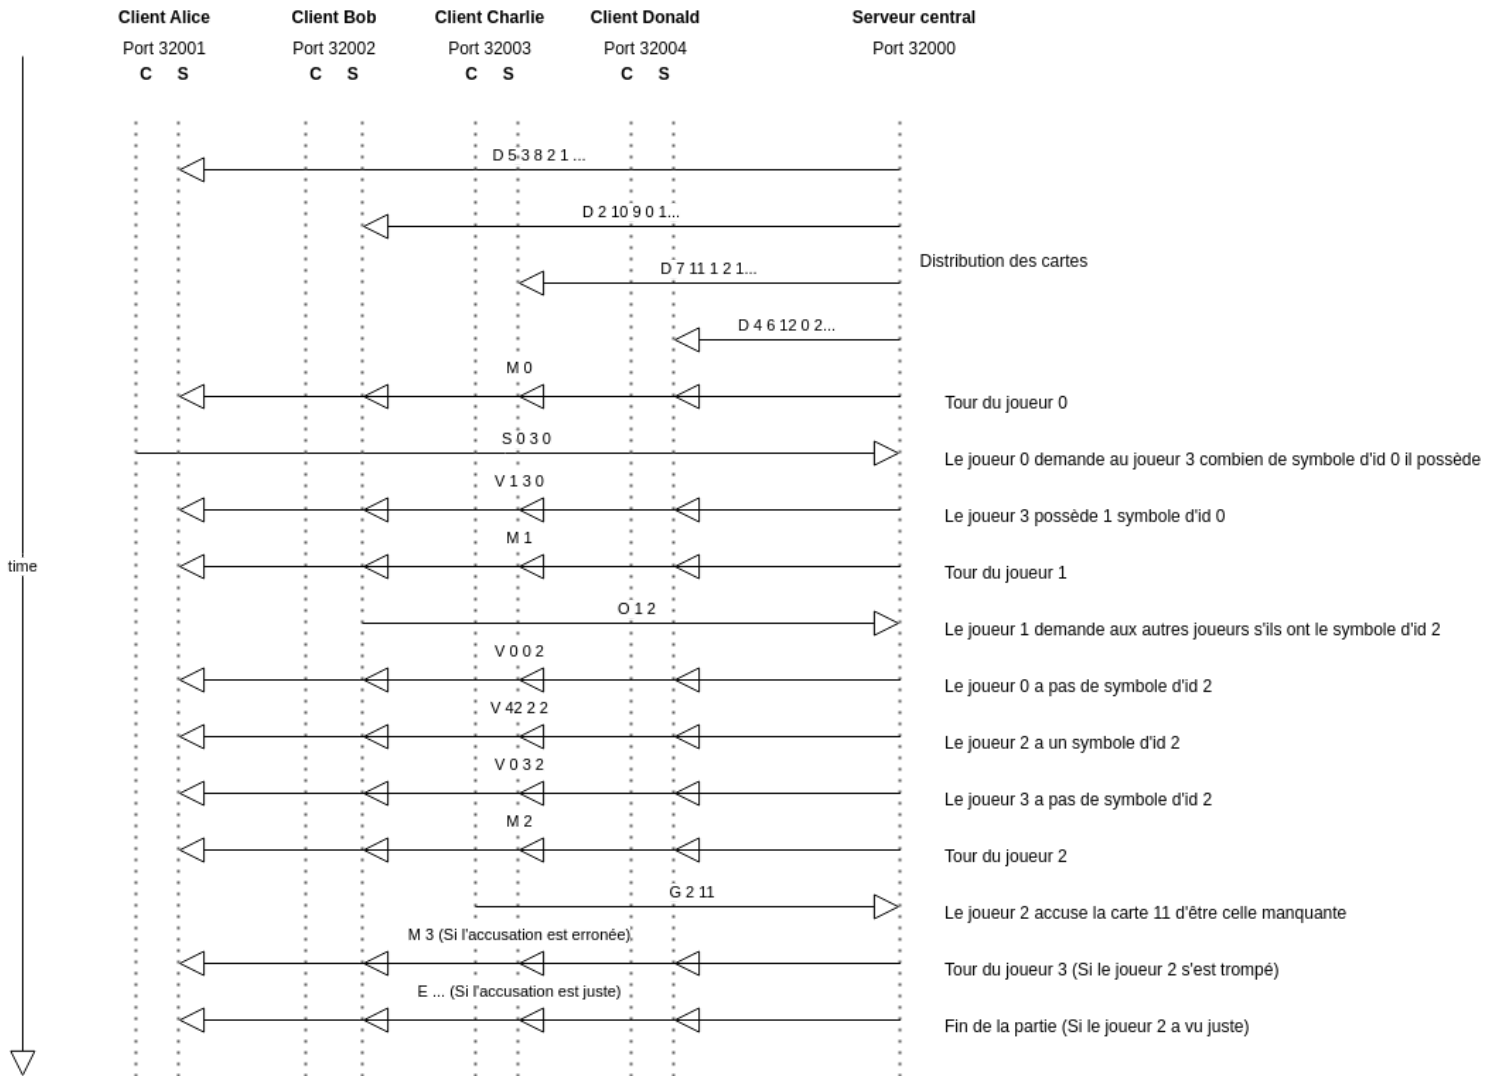 Client Alice Client Bob Client Charlie Client Donald Serveur central
Port 32001 Port 32002 Port 32003 Port 32004 Port 32000
C S C S C S C S
D 5 3 8 2 1 ...
D 2 10 9 0 1...
Distribution des cartes
D 7 11 1 2 1...
D 4 6 12 0 2...
M 0
Tour du joueur 0
S 0 3 0
Le joueur 0 demande au joueur 3 combien de symbole d'id 0 il possède
V 1 3 0
Le joueur 3 possède 1 symbole d'id 0
M 1
time
Tour du joueur 1
O 1 2
Le joueur 1 demande aux autres joueurs s'ils ont le symbole d'id 2
V 0 0 2
Le joueur 0 a pas de symbole d'id 2
V 42 2 2
Le joueur 2 a un symbole d'id 2
V 0 3 2
Le joueur 3 a pas de symbole d'id 2
M 2
Tour du joueur 2
G 2 11
Le joueur 2 accuse la carte 11 d'être celle manquante
M 3 (Si l'accusation est erronée)
Tour du joueur 3 (Si le joueur 2 s'est trompé)
E ... (Si l'accusation est juste)
Fin de la partie (Si le joueur 2 a vu juste)